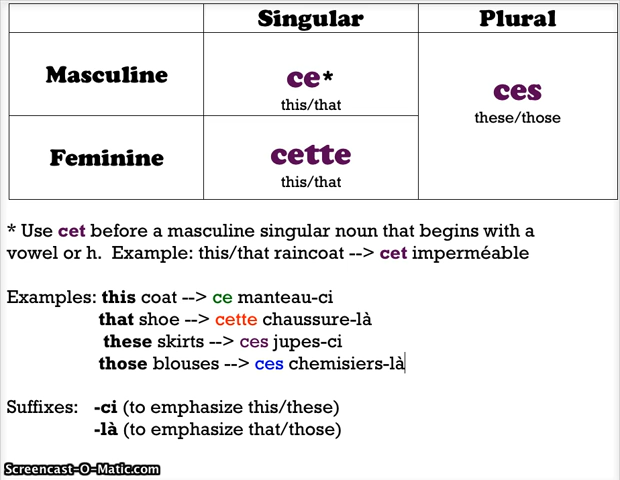 Singular Plural
Masculine ce* ces
this/that these/those
Feminine cette
this/that
* Use cet before a masculine singular noun that begins with a
vowel or h. Example: this/that raincoat --> cet imperméable
Examples: this coat --> ce manteau-ci
that shoe --> cette chaussure-là
these skirts --> ces jupes-ci
those blouses --> ces chemisiers-là
Suffixes: -ci (to emphasize this/these)
-là (to emphasize that/those)
Screencast-O-Matic.com